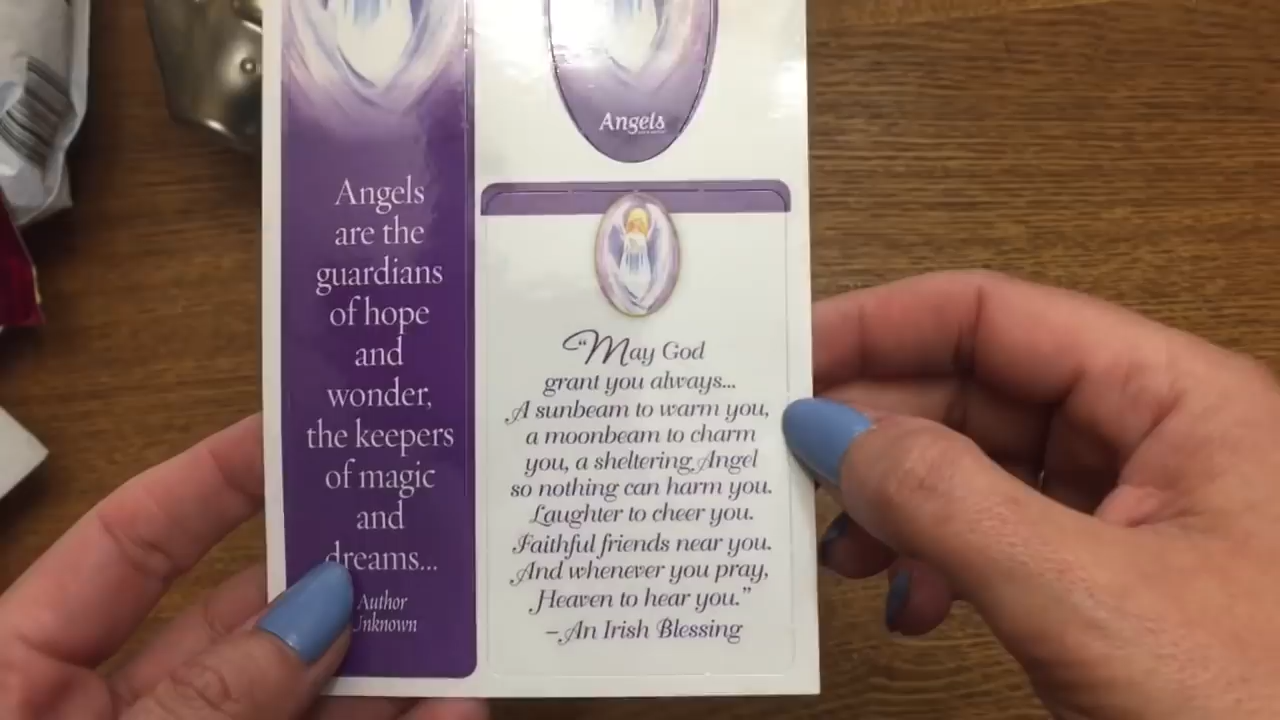 Angels
are the
guardians
of hope
and
wonder,
the keepers
of magic
and
dreams...
Author
Unknown
Angels
“May God
grant you always...
A sunbeam to warm you,
a moonbeam to charm
you, a sheltering Angel
so nothing can harm you.
Laughter to cheer you.
Faithful friends near you.
And whenever you pray,
Heaven to hear you.”
–An Irish Blessing